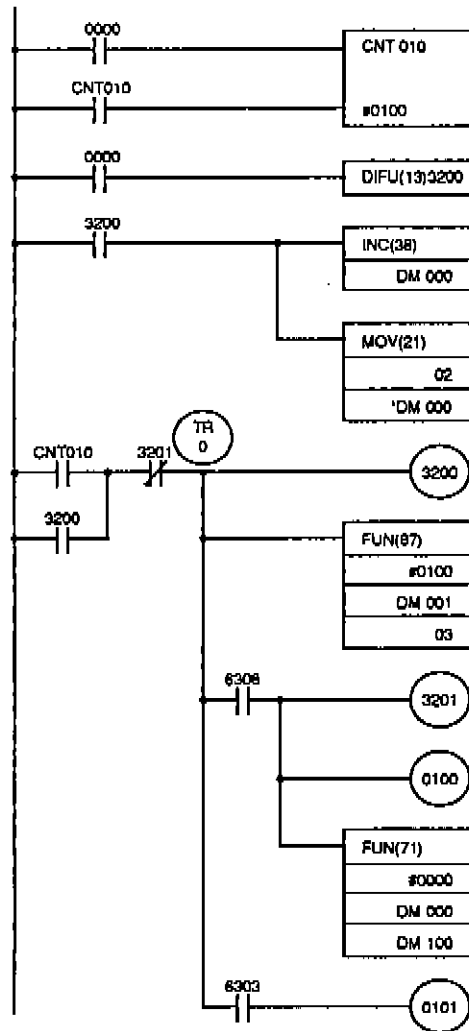 0000
CNT 010
CNT010
#0100
0000
DIFU(13)3200
3200
INC(38)
DM 000
MOV(21)
02
*DM 000
TR
0
CNT010
3201
3200
3200
FUN(87)
#0100
DM 001
03
6306
3201
0100
FUN(71)
#0000
DM 000
DM 100
6303
0101